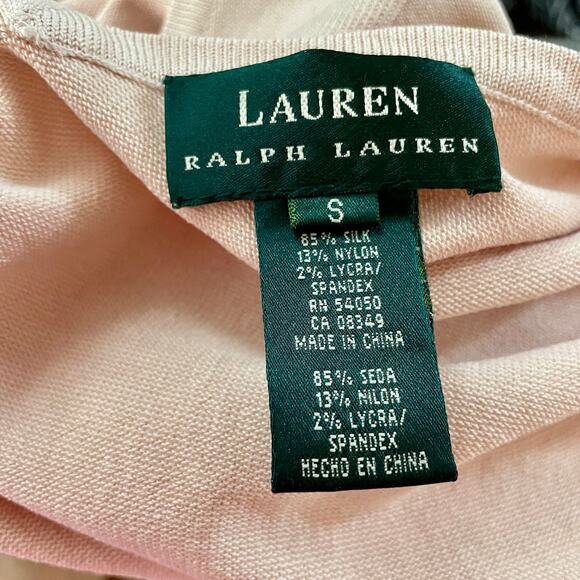 LAUREN
RALPH LAUREN
S
85% SILK
13% NYLON
2% LYCRA/
SPANDEX
RN 54050
CA 08349
MADE IN CHINA
85% SEDA
13% NILON
2% LYCRA/
SPANDEX
HECHO EN CHINA